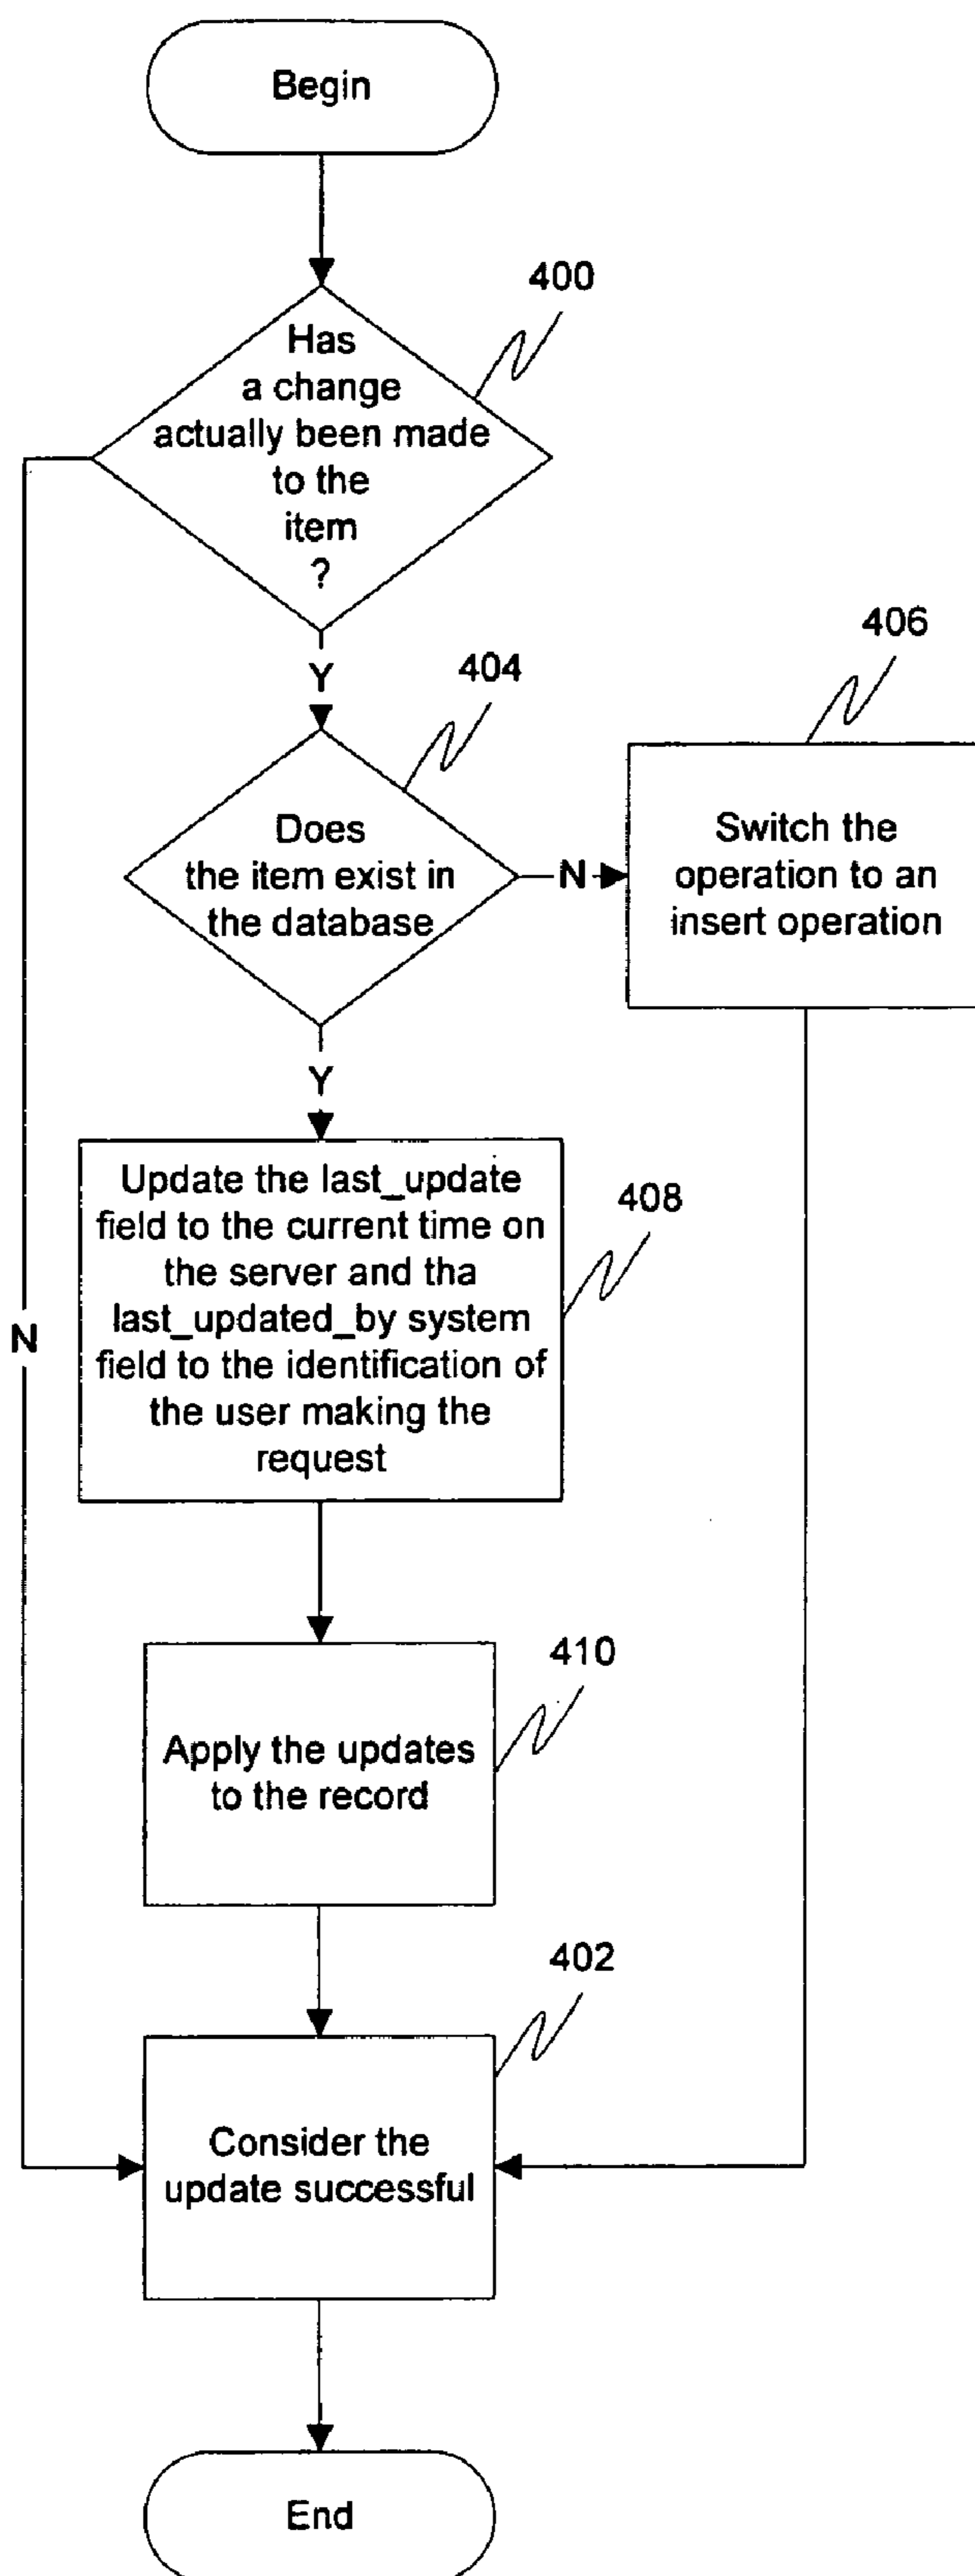 Begin
400
Has
a change
actually been made
to the
item
?
Y
404
406
Does
the item exist in
the database
N
Switch the
operation to an
insert operation
Y
Update the last_update
field to the current time on
the server and tha
last_updated_by system
field to the identification of
the user making the
request
408
N
410
Apply the updates
to the record
402
Consider the
update successful
End